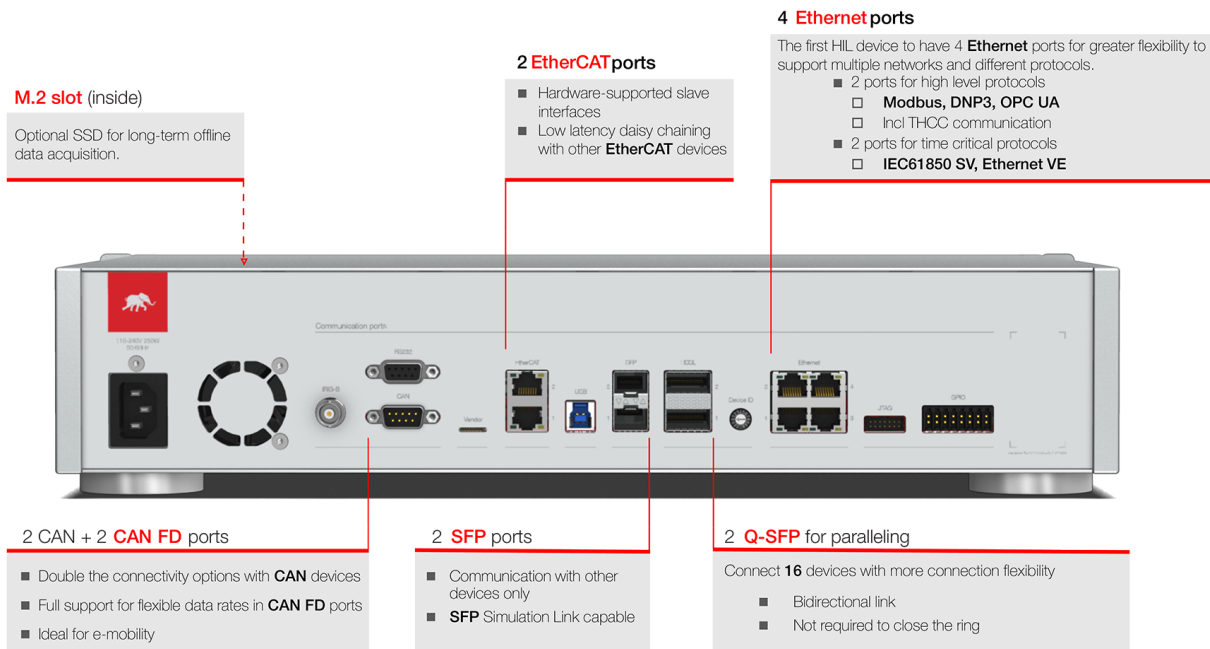 4 Ethernet ports
The first HIL device to have 4 Ethernet ports for greater flexibility to
support multiple networks and different protocols.
■ 2 ports for high level protocols
□ Modbus, DNP3, OPC UA
□ Incl THCC communication
■ 2 ports for time critical protocols
□ IEC61850 SV, Ethernet VE
2 EtherCAT ports
■ Hardware-supported slave
interfaces
■ Low latency daisy chaining
with other EtherCAT devices
M.2 slot (inside)
Optional SSD for long-term offline
data acquisition.
Communication ports
RS232
IRIG-B
CAN
Vendor
EtherCAT
USB
SFP
Device ID
Ethernet
JTAG
GPIO
2 CAN + 2 CAN FD ports
■ Double the connectivity options with CAN devices
■ Full support for flexible data rates in CAN FD ports
■ Ideal for e-mobility
2 SFP ports
■ Communication with other
devices only
■ SFP Simulation Link capable
2 Q-SFP for paralleling
Connect 16 devices with more connection flexibility
■ Bidirectional link
■ Not required to close the ring